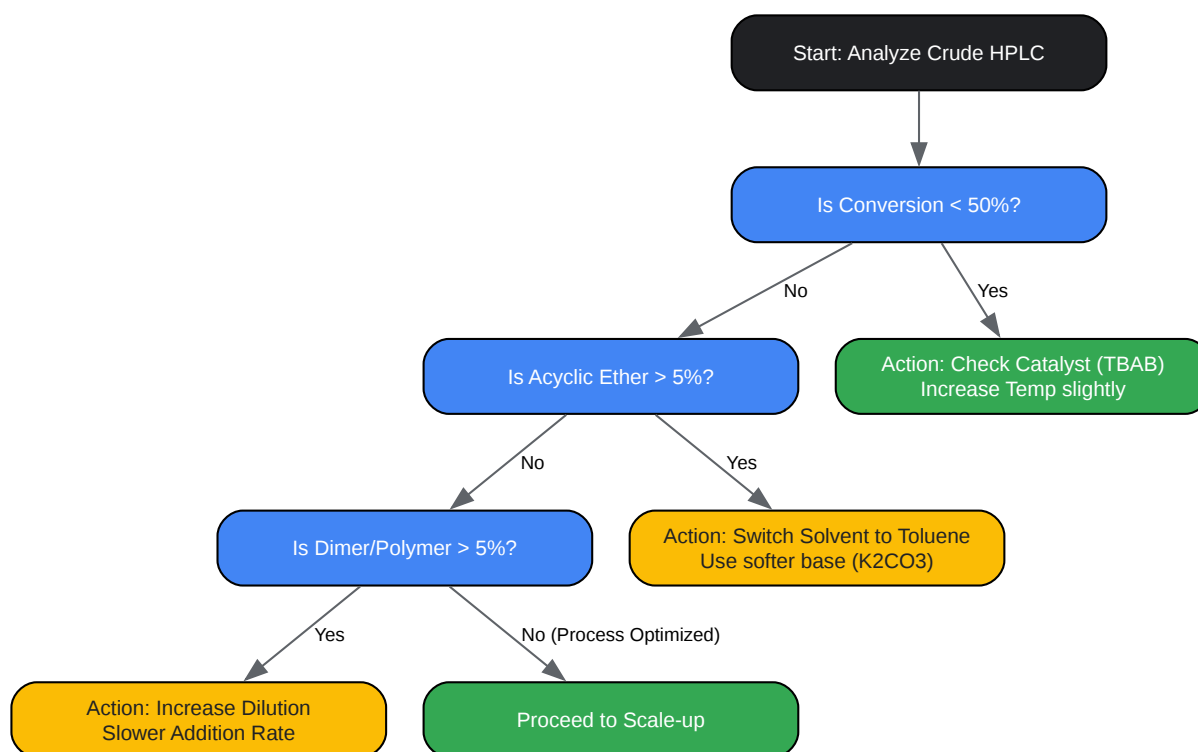 Start: Analyze Crude HPLC
Is Conversion < 50%?
No
Yes
Is Acyclic Ether > 5%?
Action: Check Catalyst (TBAB)
Increase Temp slightly
No
Yes
Is Dimer/Polymer > 5%?
Action: Switch Solvent to Toluene
Use softer base (K2CO3)
Yes
No (Process Optimized)
Action: Increase Dilution
Slower Addition Rate
Proceed to Scale-up